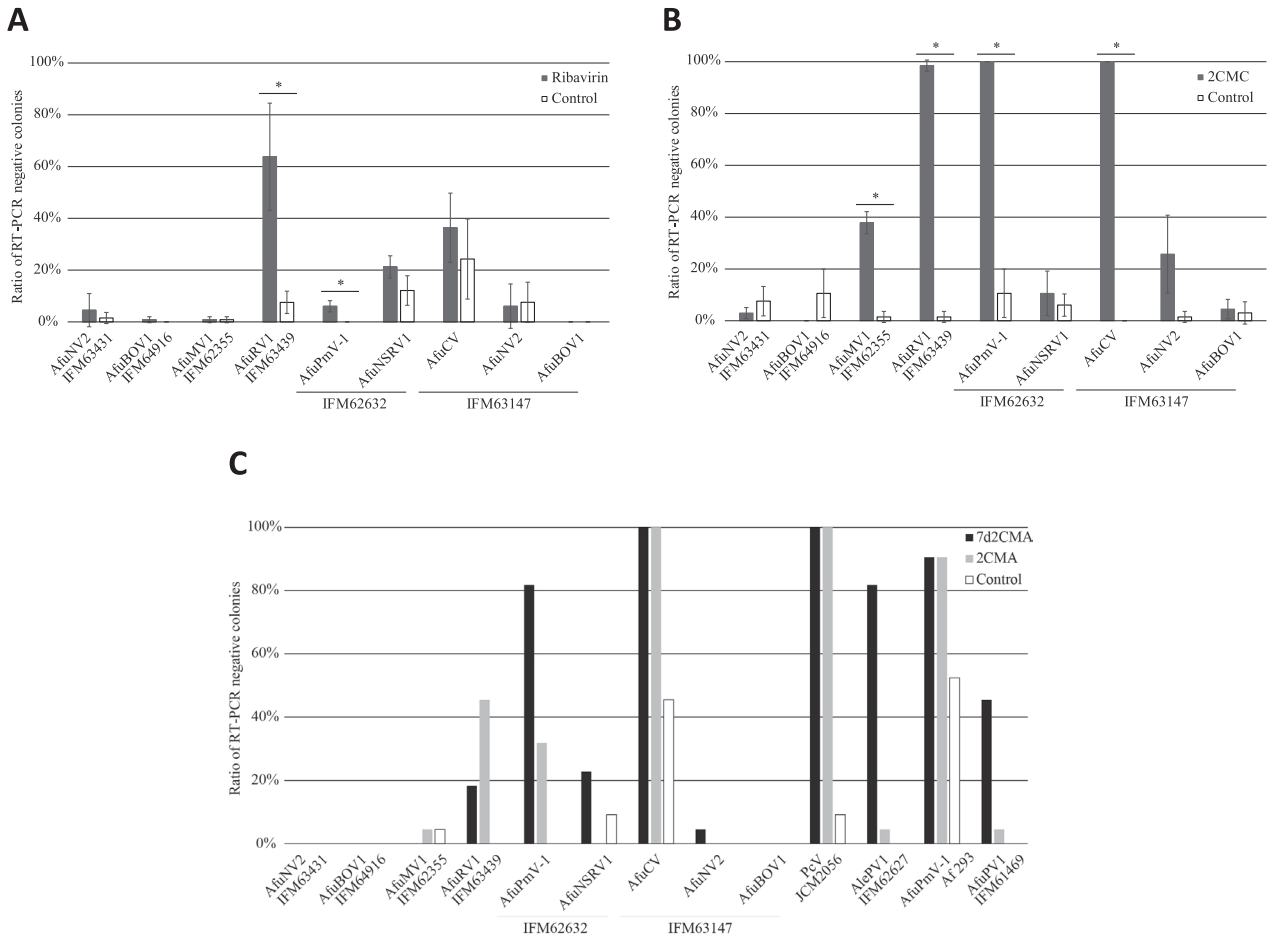 A
Ratio of RT-PCR negative colonies
100%
80%
60%
40%
20%
0%
Ribavirin
Control
*
*
AfuNV2
IFM63431
AfuBOV1
IFM64916
AfuMV1
IFM62355
AfuRV1
IFM63439
AfuPmV-1
AfuNSRV1
AfuCV
AfuNV2
AfuBOV1
IFM62632
IFM63147
B
Ratio of RT-PCR negative colonies
100%
80%
60%
40%
20%
0%
2CMC
Control
*
*
*
*
AfuNV2
IFM63431
AfuBOV1
IFM64916
AfuMV1
IFM62355
AfuRV1
IFM63439
AfuPmV-1
AfuNSRV1
AfuCV
AfuNV2
AfuBOV1
IFM62632
IFM63147
C
Ratio of RT-PCR negative colonies
100%
80%
60%
40%
20%
0%
7d2CMA
2CMA
Control
AfuNV2
IFM63431
AfuBOV1
IFM64916
AfuMV1
IFM62355
AfuRV1
IFM63439
AfuPmV-1
AfuNSRV1
AfuCV
AfuNV2
AfuBOV1
PcV
JCM2056
AlePV1
IFM62627
AfuPmV-1
Af 293
AfuPV1
IFM61469
IFM62632
IFM63147